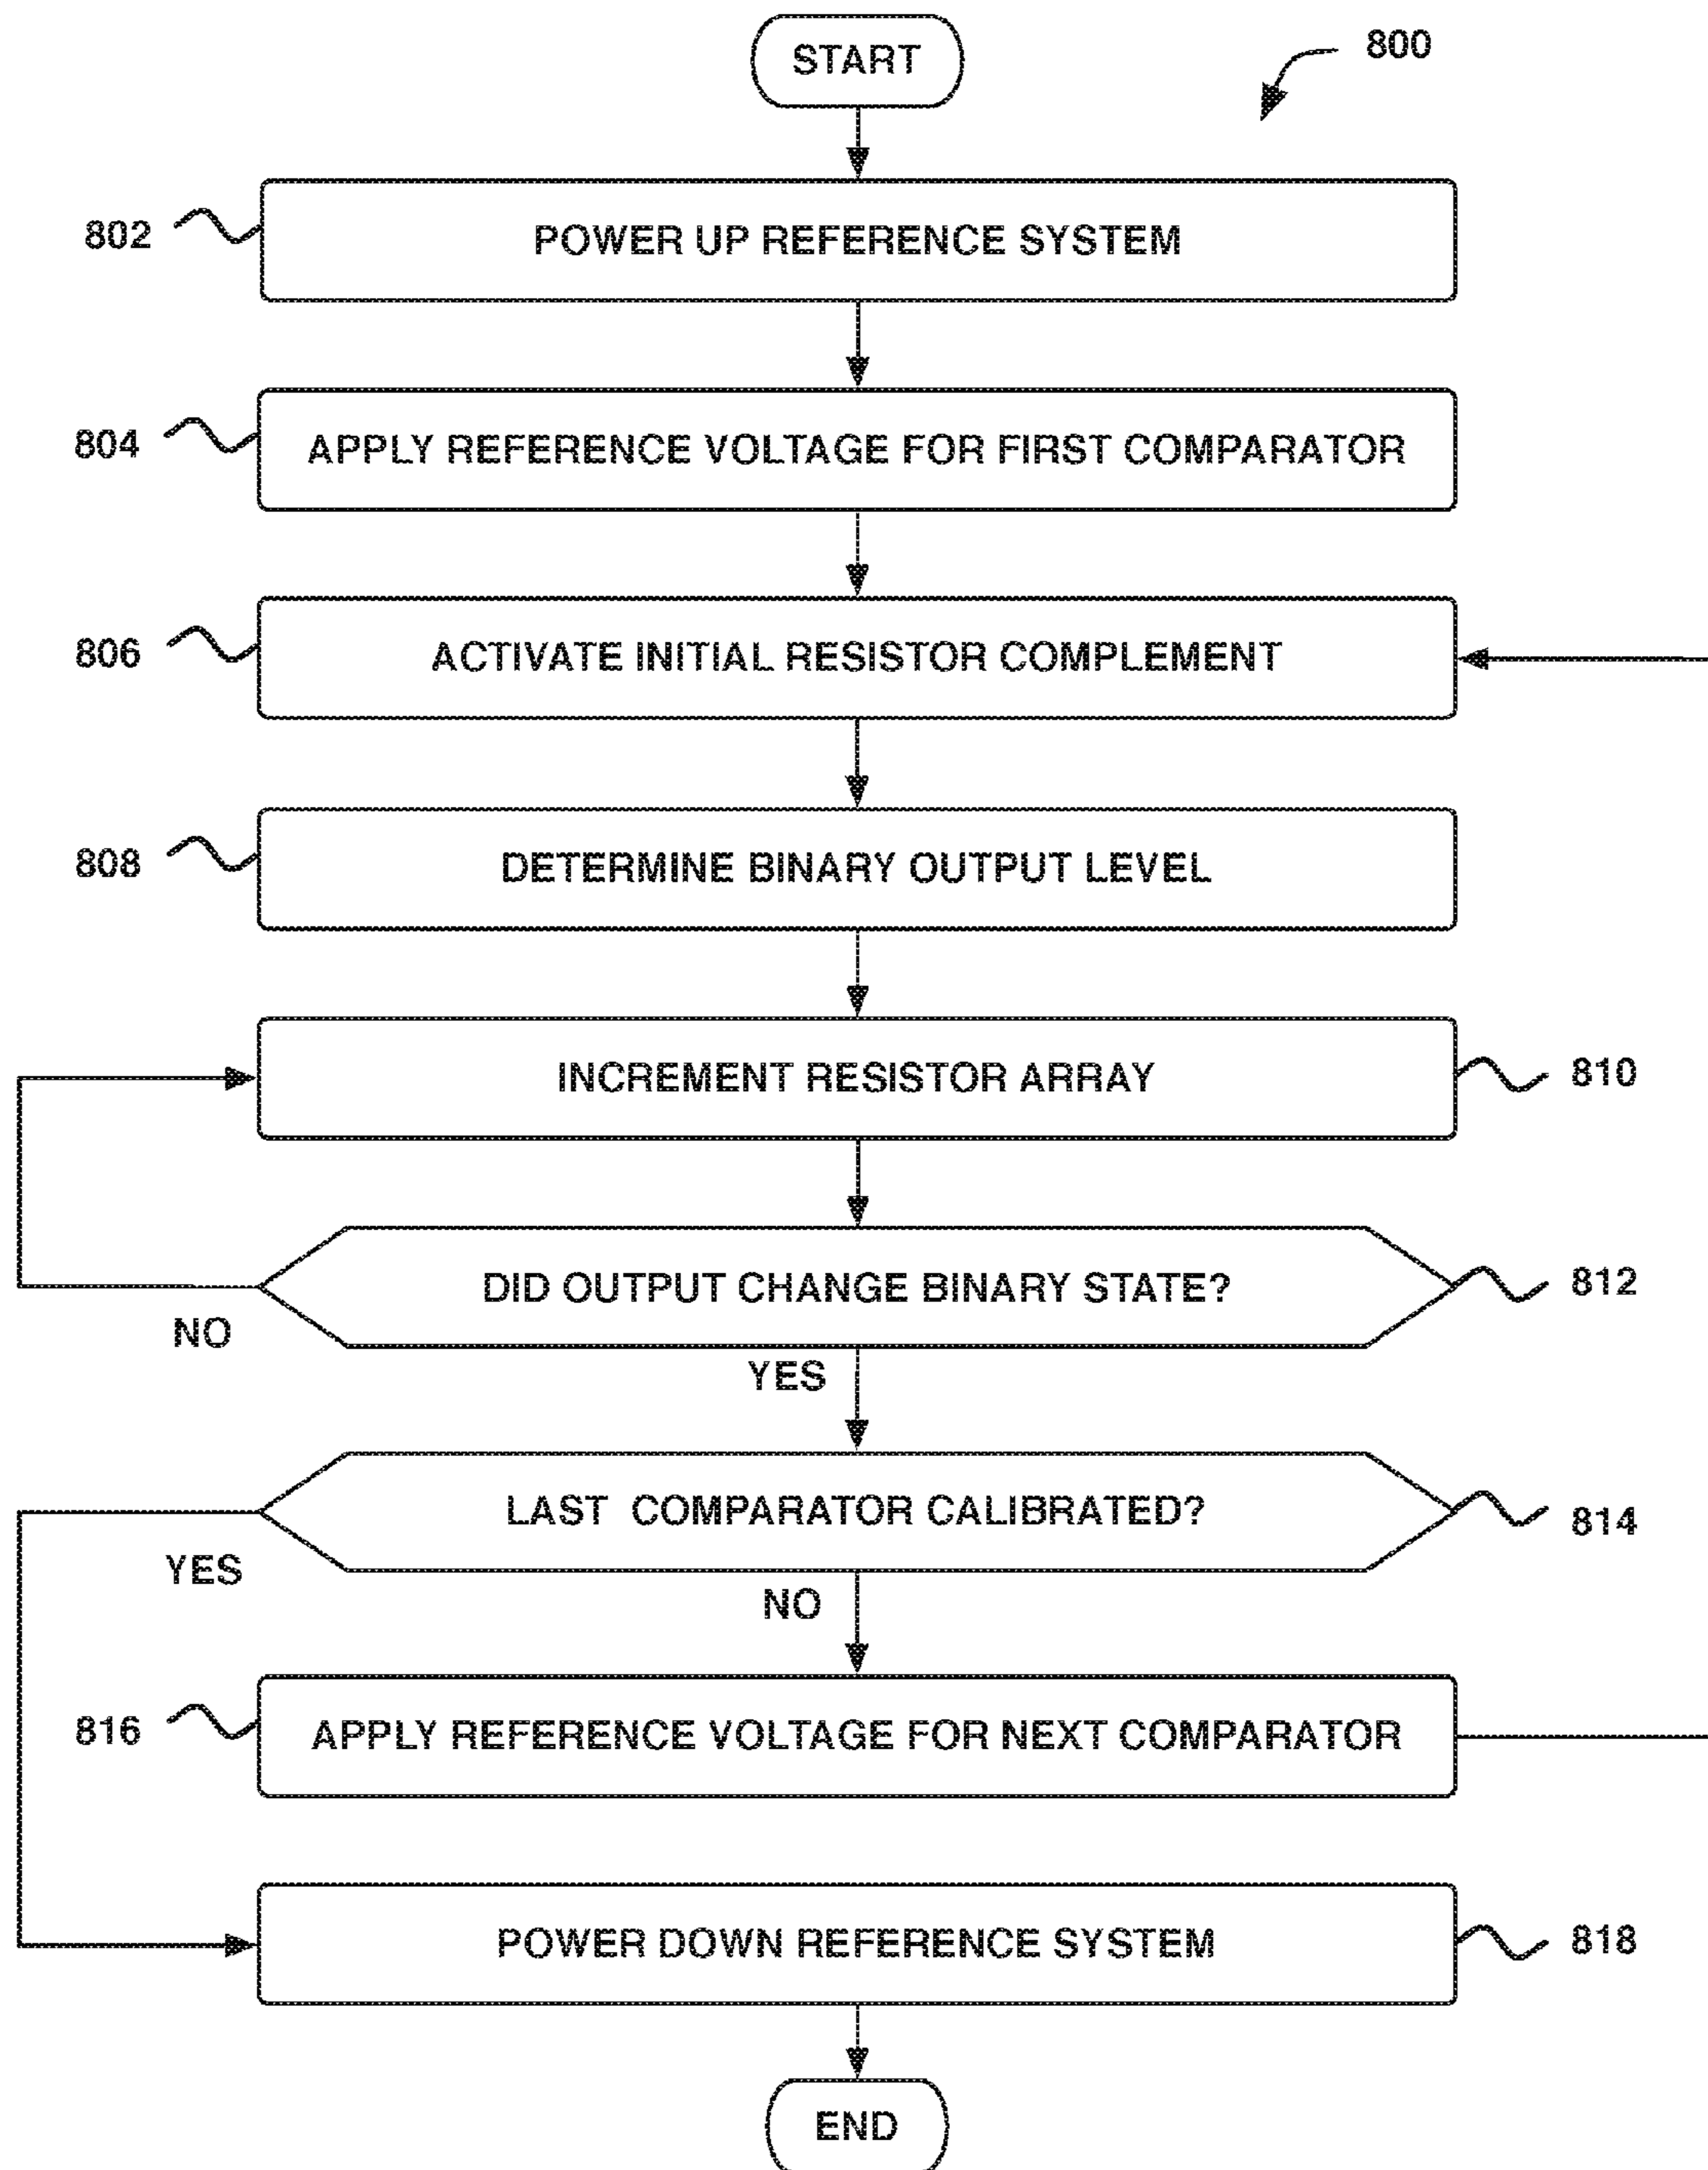 START
800
802
POWER UP REFERENCE SYSTEM
804
APPLY REFERENCE VOLTAGE FOR FIRST COMPARATOR
806
ACTIVATE INITIAL RESISTOR COMPLEMENT
808
DETERMINE BINARY OUTPUT LEVEL
INCREMENT RESISTOR ARRAY
810
DID OUTPUT CHANGE BINARY STATE?
812
NO
YES
LAST COMPARATOR CALIBRATED?
814
YES
NO
816
APPLY REFERENCE VOLTAGE FOR NEXT COMPARATOR
POWER DOWN REFERENCE SYSTEM
818
END